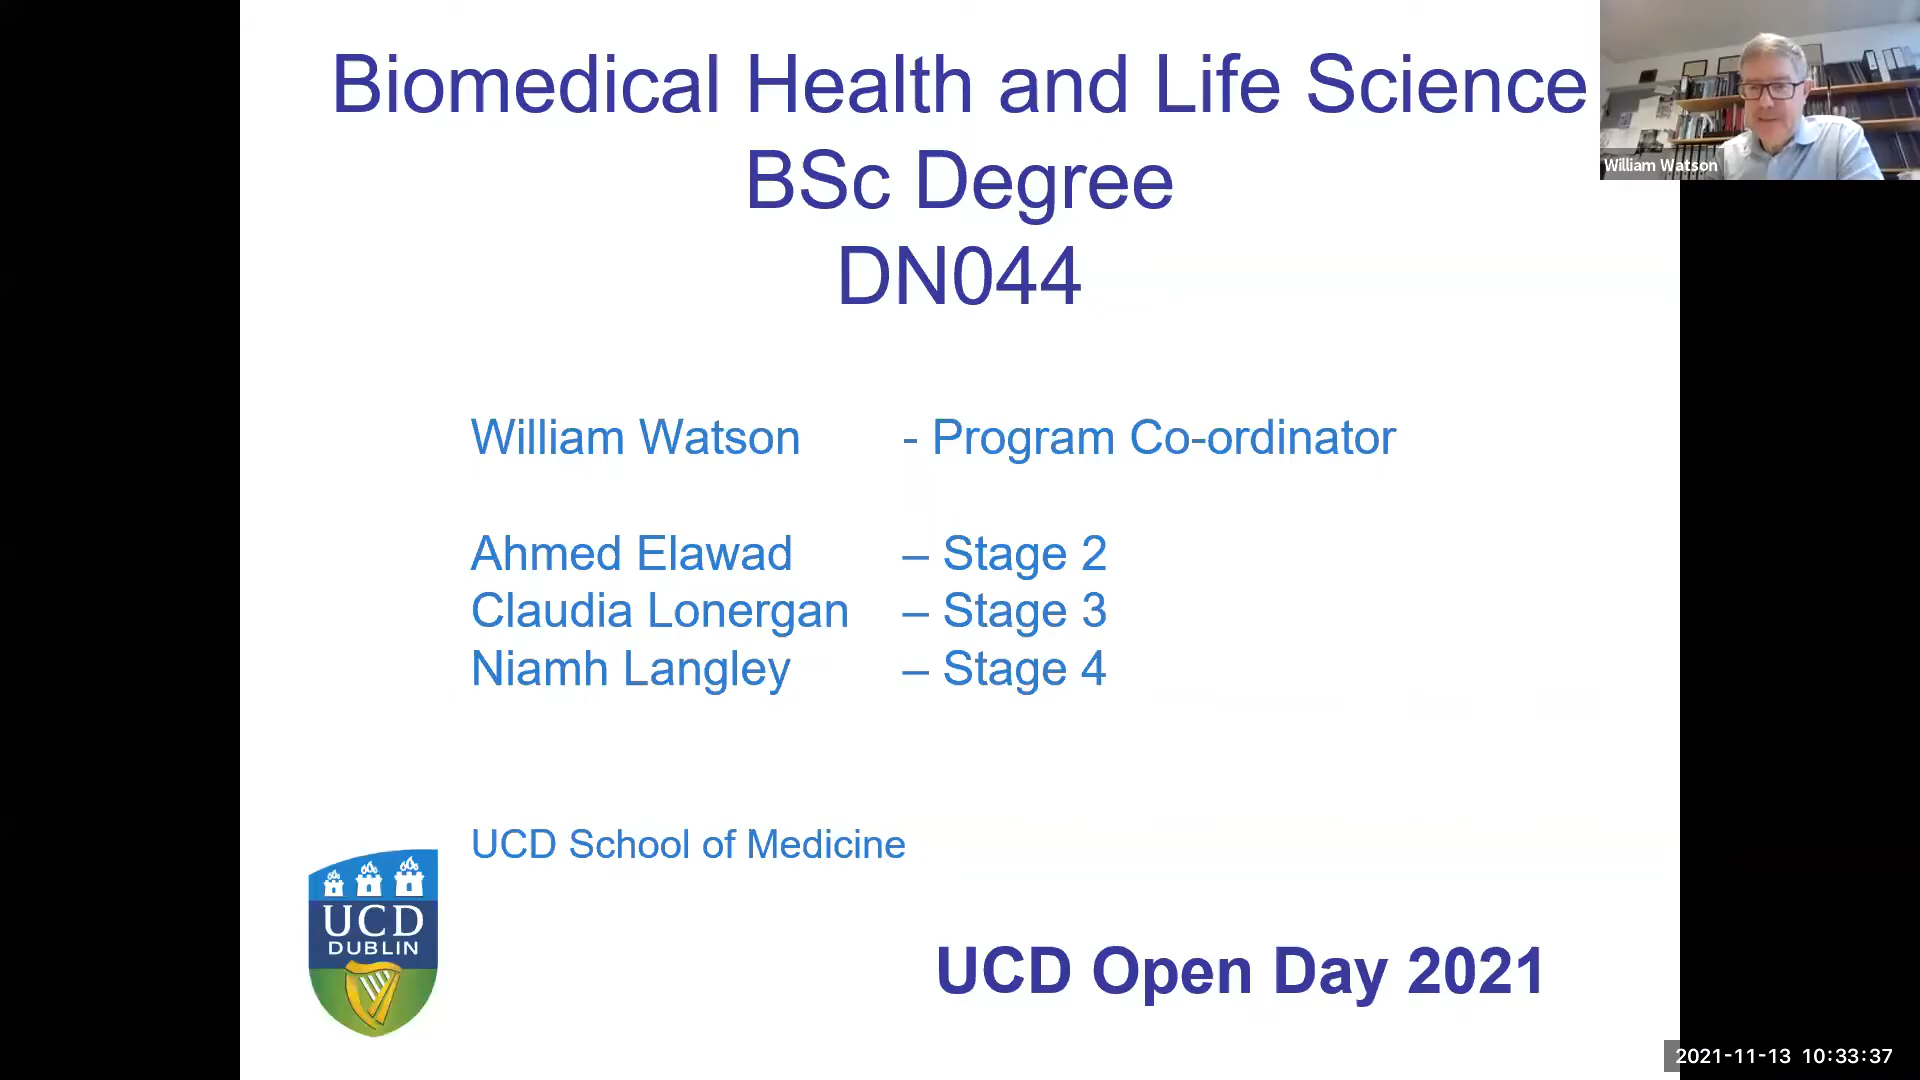 Biomedical Health and Life Science
BSc Degree
DN044
William Watson
William Watson - Program Co-ordinator
Ahmed Elawad – Stage 2
Claudia Lonergan – Stage 3
Niamh Langley – Stage 4
UCD School of Medicine
UCD
DUBLIN
UCD Open Day 2021
2021-11-13 10:33:37